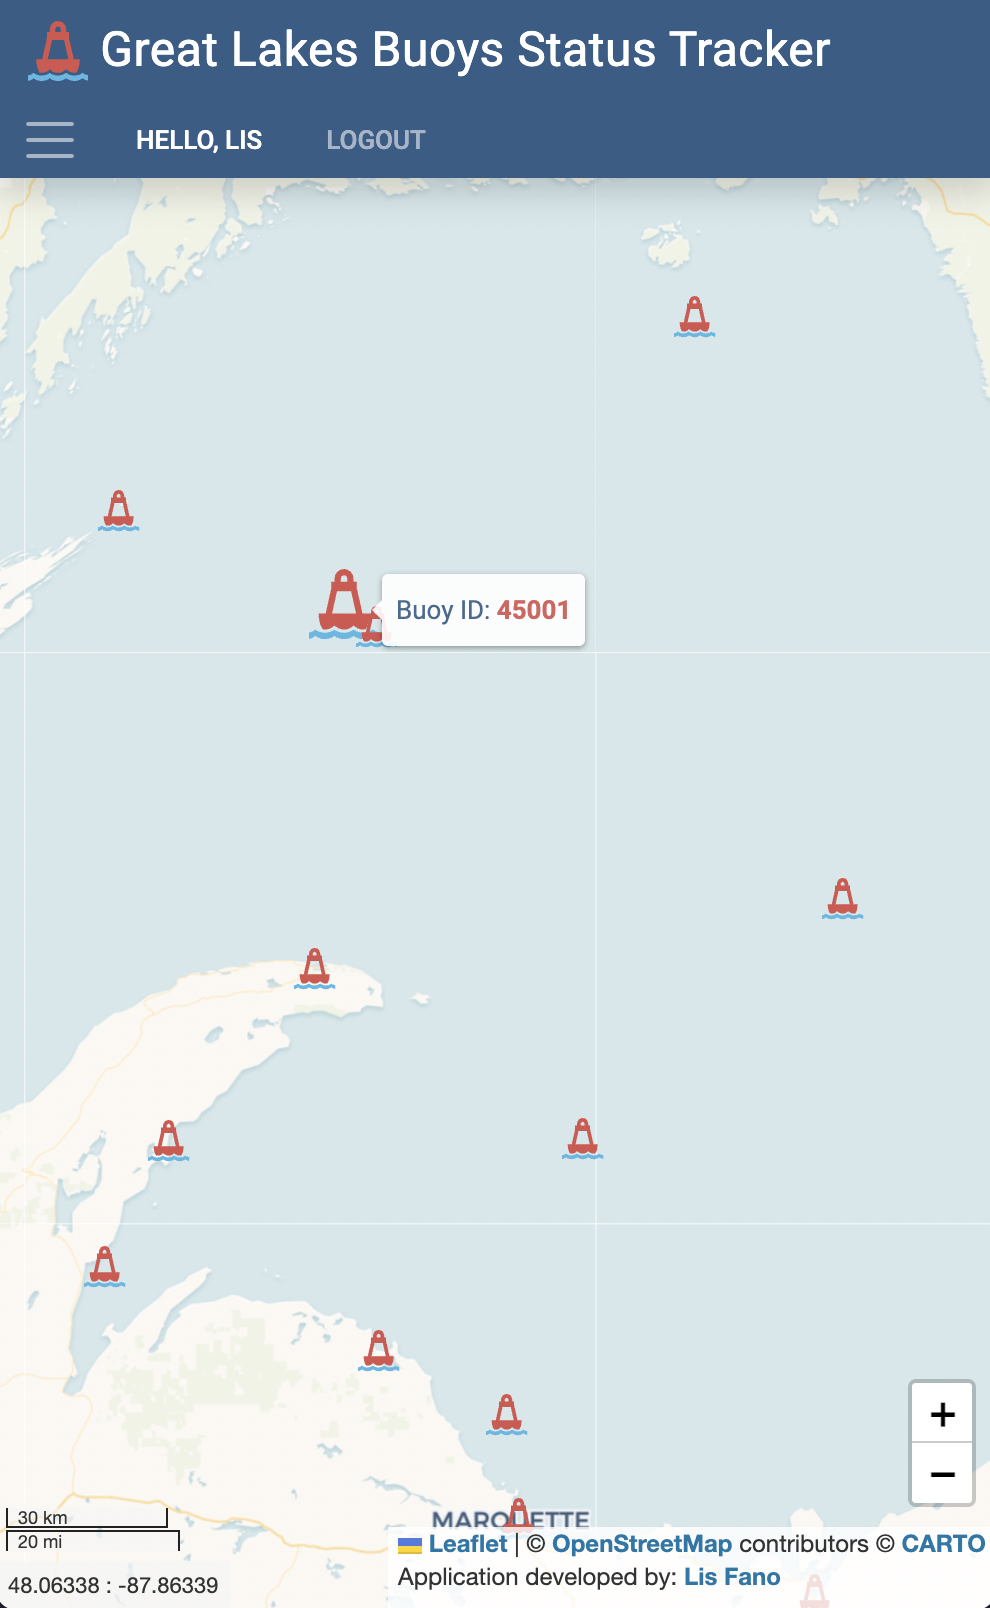 Great Lakes Buoys Status Tracker
HELLO, LIS
LOGOUT
Buoy ID: 45001
+
−
MARQUETTE
30 km
20 mi
48.06338 : -87.86339
Leaflet | © OpenStreetMap contributors © CARTO
Application developed by: Lis Fano